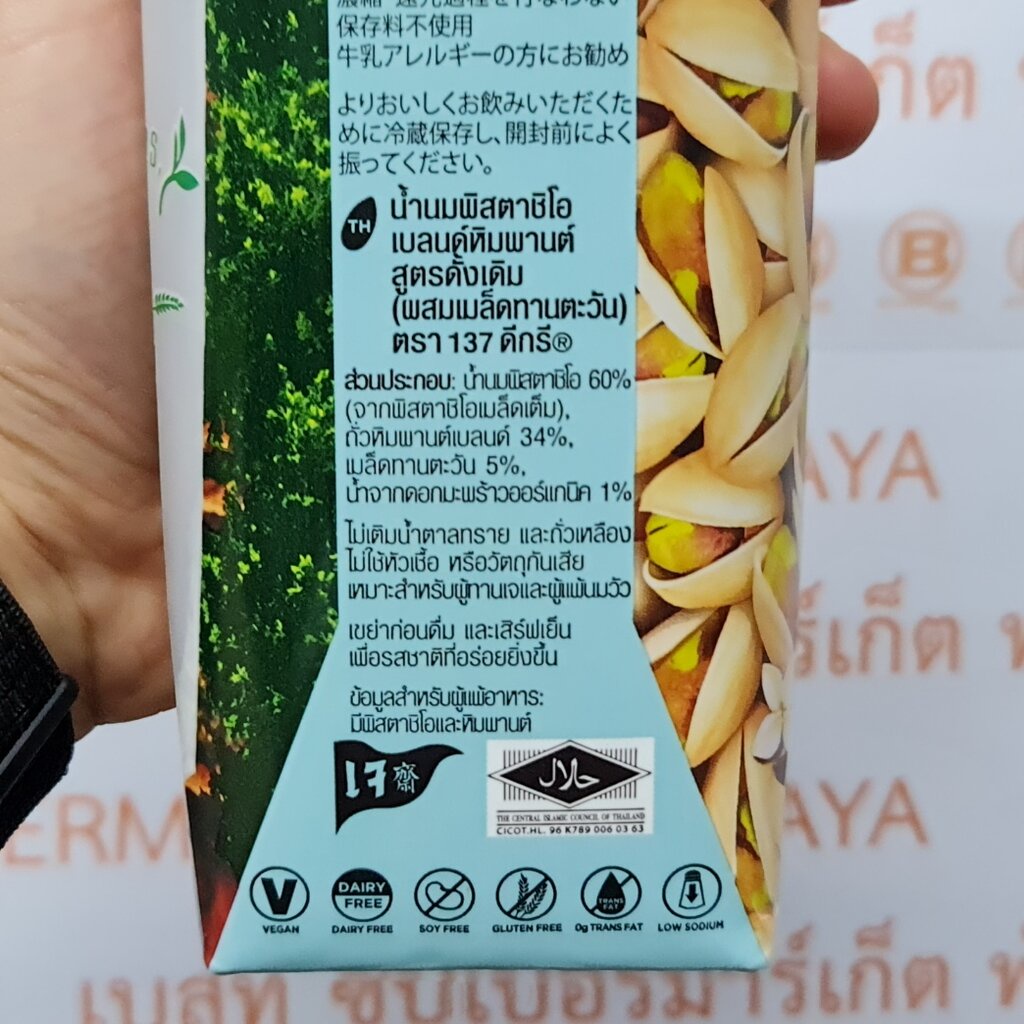 保存料不使用
牛乳アレルギーの方にお勧め
よりおいしくお飲みいただくた
めに冷蔵保存し、開封前によく
振ってください。
TH
น้ำนมพิสตาชิโอ
เบลนด์หิมพานต์
สูตรดั้งเดิม
(ผสมเมล็ดทานตะวัน)
ตรา 137 ดีกรี®
ส่วนประกอบ: น้ำนมพิสตาชิโอ 60%
(จากพิสตาชิโอเมล็ดเต็ม),
ถั่วหิมพานต์เบลนด์ 34%,
เมล็ดทานตะวัน 5%,
น้ำจากดอกมะพร้าวออร์แกนิค 1%
ไม่เติมน้ำตาลทราย และถั่วเหลือง
ไม่ใช้หัวเชื้อ หรือวัตถุกันเสีย
เหมาะสำหรับผู้ทานเจและผู้แพ้นมวัว
เขย่าก่อนดื่ม และเสิร์ฟเย็น
เพื่อรสชาติที่อร่อยยิ่งขึ้น
ข้อมูลสำหรับผู้แพ้อาหาร:
มีพิสตาชิโอและหิมพานต์
เจ 齋
حلال
THE CENTRAL ISLAMIC COUNCIL OF THAILAND
CICOT.HL. 96 K789 006 03 63
V
DAIRY
FREE
TRANS
FAT
VEGAN
DAIRY FREE
SOY FREE
GLUTEN FREE
0g TRANS FAT
LOW SODIUM
B